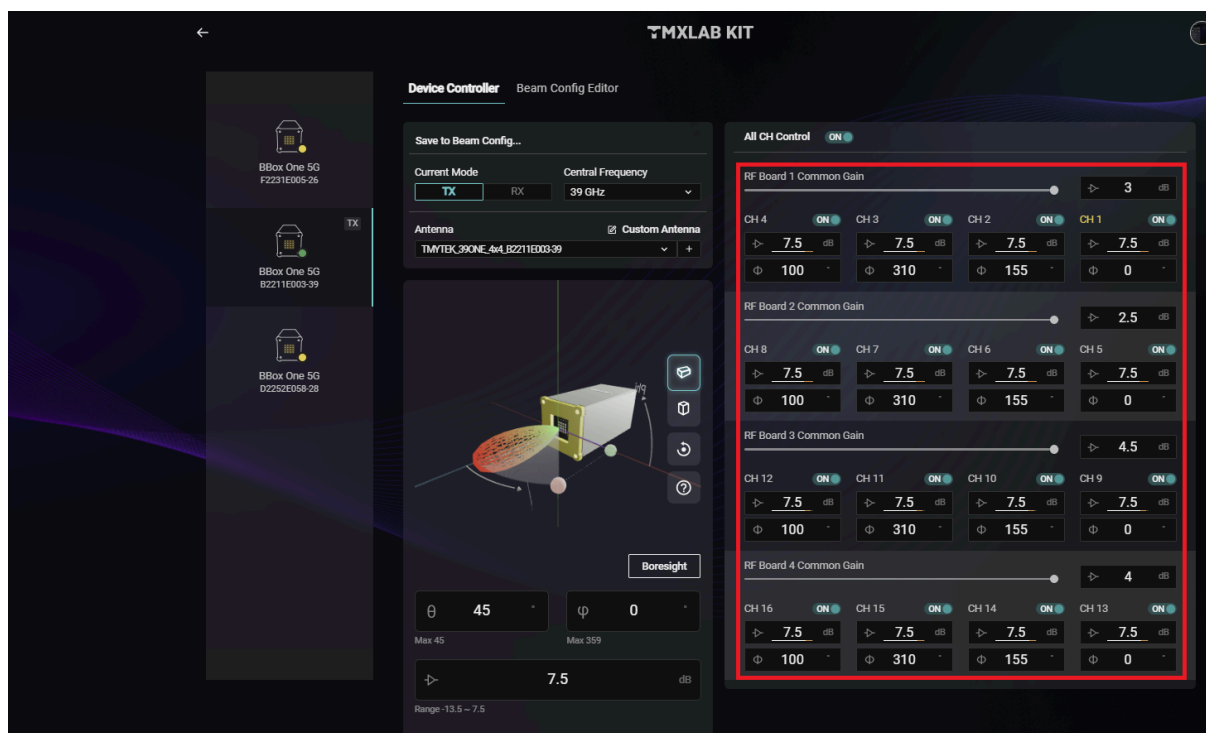 TMXLAB KIT
Device Controller Beam Config Editor
BBox One 5G
F2231E005-26
TX
BBox One 5G
B2211E003-39
BBox One 5G
D2252E058-28
Save to Beam Config...
Current Mode Central Frequency
TX RX 39 GHz
Antenna Custom Antenna
TMYTEK_39ONE_4x4_B2211E003-39 +
phi
Boresight
θ 45 ° φ 0 °
Max 45 Max 359
7.5 dB
Range -13.5 ~ 7.5
All CH Control ON
RF Board 1 Common Gain 3 dB
CH 4 ON CH 3 ON CH 2 ON CH 1 ON
7.5 dB 7.5 dB 7.5 dB 7.5 dB
Φ 100 ° Φ 310 ° Φ 155 ° Φ 0 °
RF Board 2 Common Gain 2.5 dB
CH 8 ON CH 7 ON CH 6 ON CH 5 ON
7.5 dB 7.5 dB 7.5 dB 7.5 dB
Φ 100 ° Φ 310 ° Φ 155 ° Φ 0 °
RF Board 3 Common Gain 4.5 dB
CH 12 ON CH 11 ON CH 10 ON CH 9 ON
7.5 dB 7.5 dB 7.5 dB 7.5 dB
Φ 100 ° Φ 310 ° Φ 155 ° Φ 0 °
RF Board 4 Common Gain 4 dB
CH 16 ON CH 15 ON CH 14 ON CH 13 ON
7.5 dB 7.5 dB 7.5 dB 7.5 dB
Φ 100 ° Φ 310 ° Φ 155 ° Φ 0 °